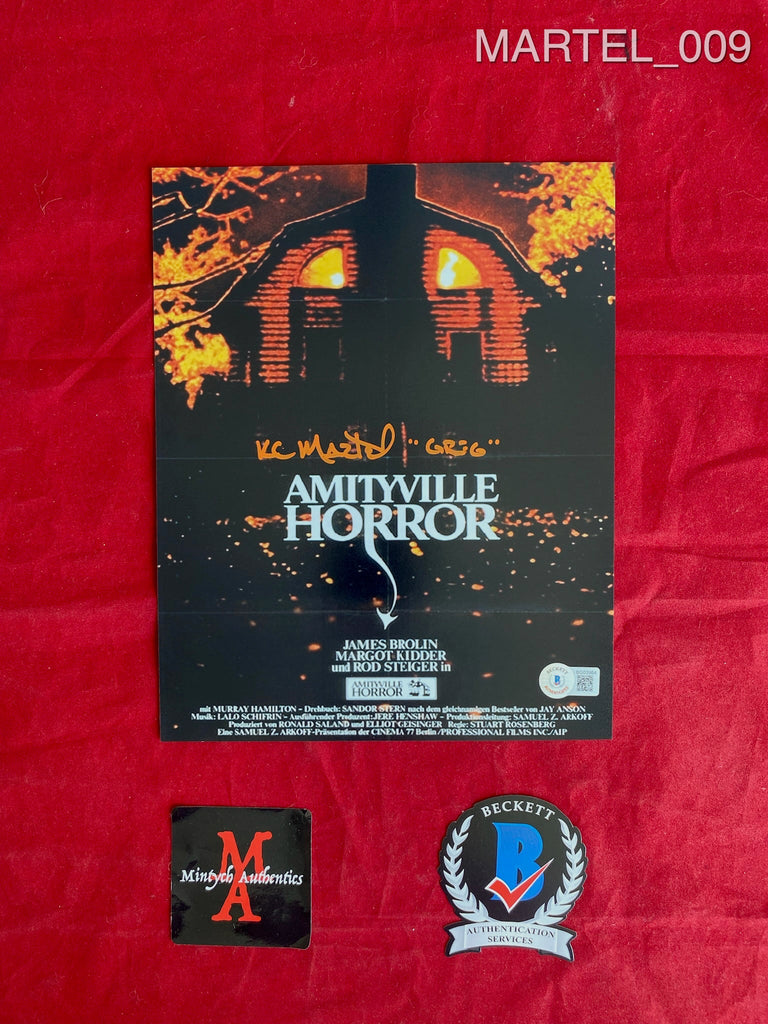 MARTEL_009
KC Martel "GRIG"
AMITYVILLE
HORROR
JAMES BROLIN
MARGOT KIDDER
und ROD STEIGER in
AMITYVILLE
HORROR
mit MURRAY HAMILTON – Drehbuch: SANDOR STERN nach dem gleichnamigen Bestseller von JAY ANSON
Musik: LALO SCHIFRIN – Ausführender Produzent: JERE HENSHAW – Produktionsleitung: SAMUEL Z. ARKOFF
Produziert von RONALD SALAND und ELLIOT GEISINGER Regie: STUART ROSENBERG
Eine SAMUEL Z. ARKOFF-Präsentation der CINEMA 77 Berlin/PROFESSIONAL FILMS INC./AIP
BECKETT
B
M
Mintych Authentics
A
BECKETT
B
AUTHENTICATION
SERVICES